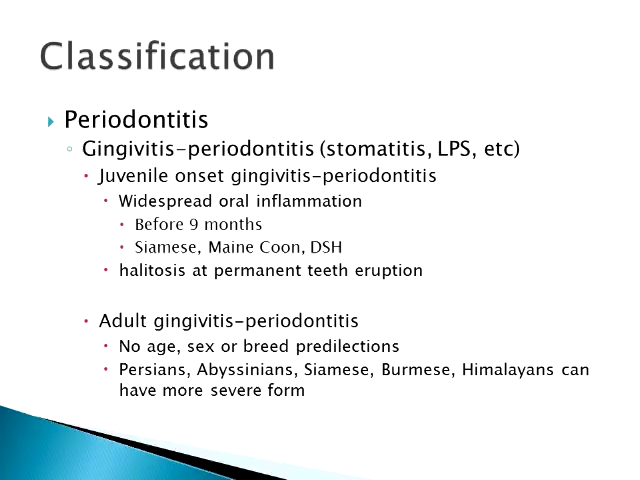 Classification
Periodontitis
Gingivitis-periodontitis (stomatitis, LPS, etc)
Juvenile onset gingivitis-periodontitis
Widespread oral inflammation
Before 9 months
Siamese, Maine Coon, DSH
halitosis at permanent teeth eruption
Adult gingivitis-periodontitis
No age, sex or breed predilections
Persians, Abyssinians, Siamese, Burmese, Himalayans can
have more severe form